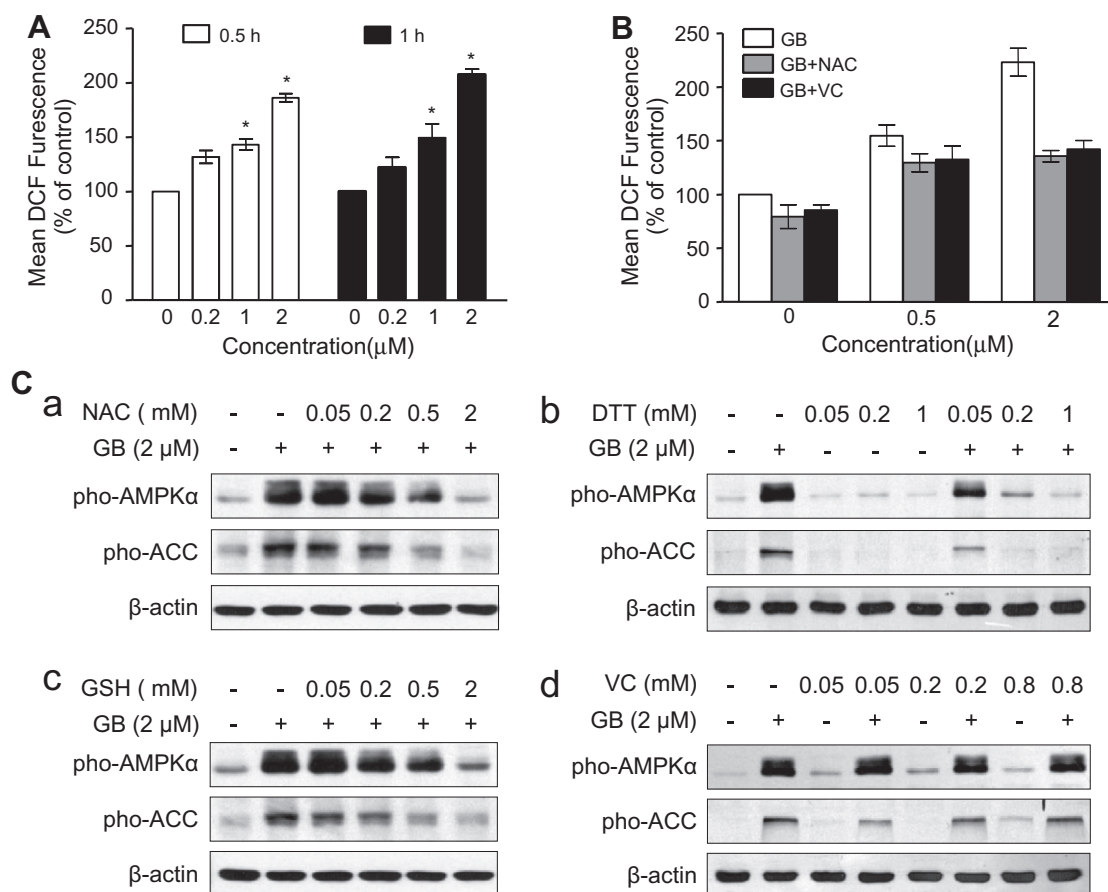 A
0.5 h
1 h
250
200
150
100
50
0
Mean DCF Furescence
(% of control)
*
*
*
*
0 0.2 1 2 0 0.2 1 2
Concentration(μM)
B
GB
GB+NAC
GB+VC
250
200
150
100
50
0
Mean DCF Furescence
(% of control)
0 0.5 2
Concentration(μM)
C
a
NAC ( mM) - - 0.05 0.2 0.5 2
GB (2 μM) - + + + + +
pho-AMPKα
pho-ACC
β-actin
b
DTT (mM) - - 0.05 0.2 1 0.05 0.2 1
GB (2 μM) - + - - - + + +
pho-AMPKα
pho-ACC
β-actin
c
GSH ( mM) - - 0.05 0.2 0.5 2
GB (2 μM) - + + + + +
pho-AMPKα
pho-ACC
β-actin
d
VC (mM) - - 0.05 0.05 0.2 0.2 0.8 0.8
GB (2 μM) - + - + - + - +
pho-AMPKα
pho-ACC
β-actin